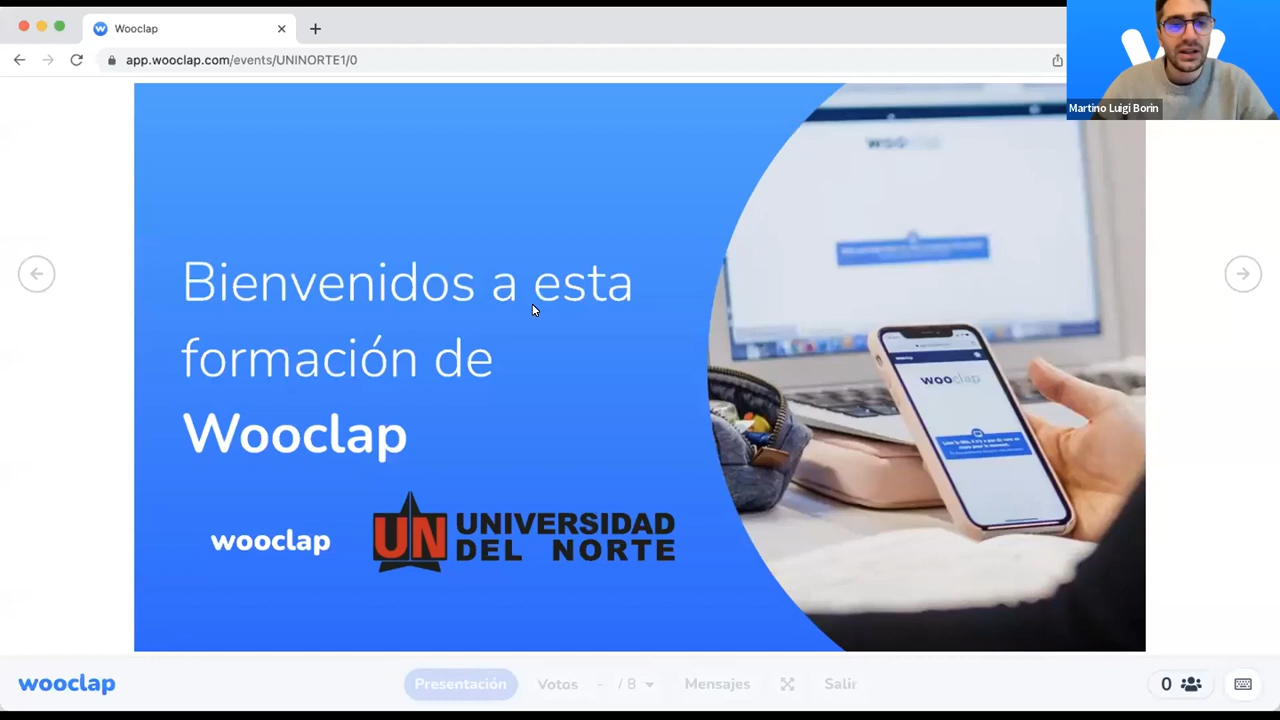 Wooclap
app.wooclap.com/events/UNINORTE1/0
Martino Luigi Borin
Bienvenidos a esta
formación de
Wooclap
wooclap
UN UNIVERSIDAD
DEL NORTE
wooclap
wooclap
Presentación
Votos - / 8
Mensajes
Salir
0